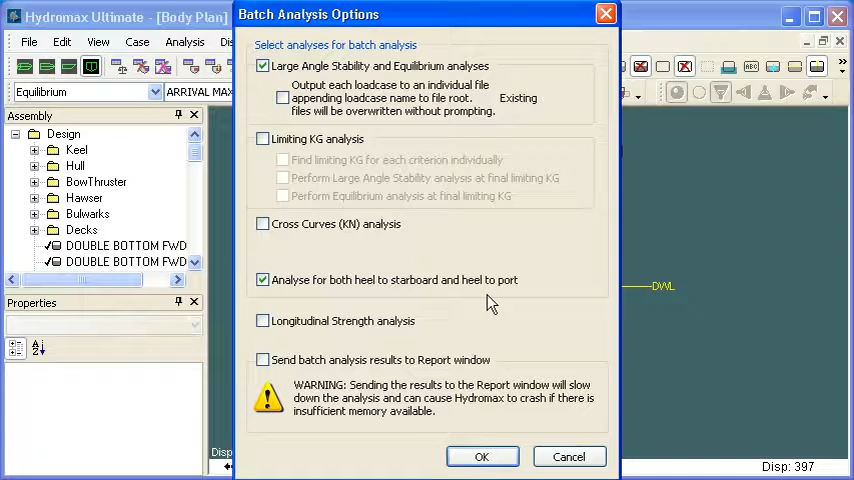 Hydromax Ultimate - [Body Plan]
File Edit View Case Analysis
Equilibrium
ARRIVAL MAX
Assembly
Design
Keel
Hull
BowThruster
Hawser
Bulwarks
Decks
DOUBLE BOTTOM FWD
DOUBLE BOTTOM FWD
Properties
Batch Analysis Options
Select analyses for batch analysis
Large Angle Stability and Equilibrium analyses
Output each loadcase to an individual file
appending loadcase name to file root. Existing
files will be overwritten without prompting.
Limiting KG analysis
Find limiting KG for each criterion individually
Perform Large Angle Stability analysis at final limiting KG
Perform Equilibrium analysis at final limiting KG
Cross Curves (KN) analysis
Analyse for both heel to starboard and heel to port
Longitudinal Strength analysis
Send batch analysis results to Report window
WARNING: Sending the results to the Report window will slow
down the analysis and can cause Hydromax to crash if there is
insufficient memory available.
OK
Cancel
ABC
DWL
Disp
Disp: 397